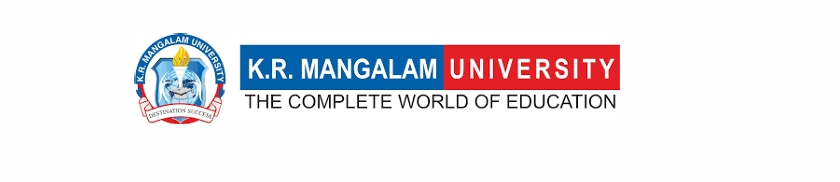 K.R. MANGALAM UNIVERSITY
DESTINATION SUCCESS
K.R. MANGALAM UNIVERSITY
THE COMPLETE WORLD OF EDUCATION